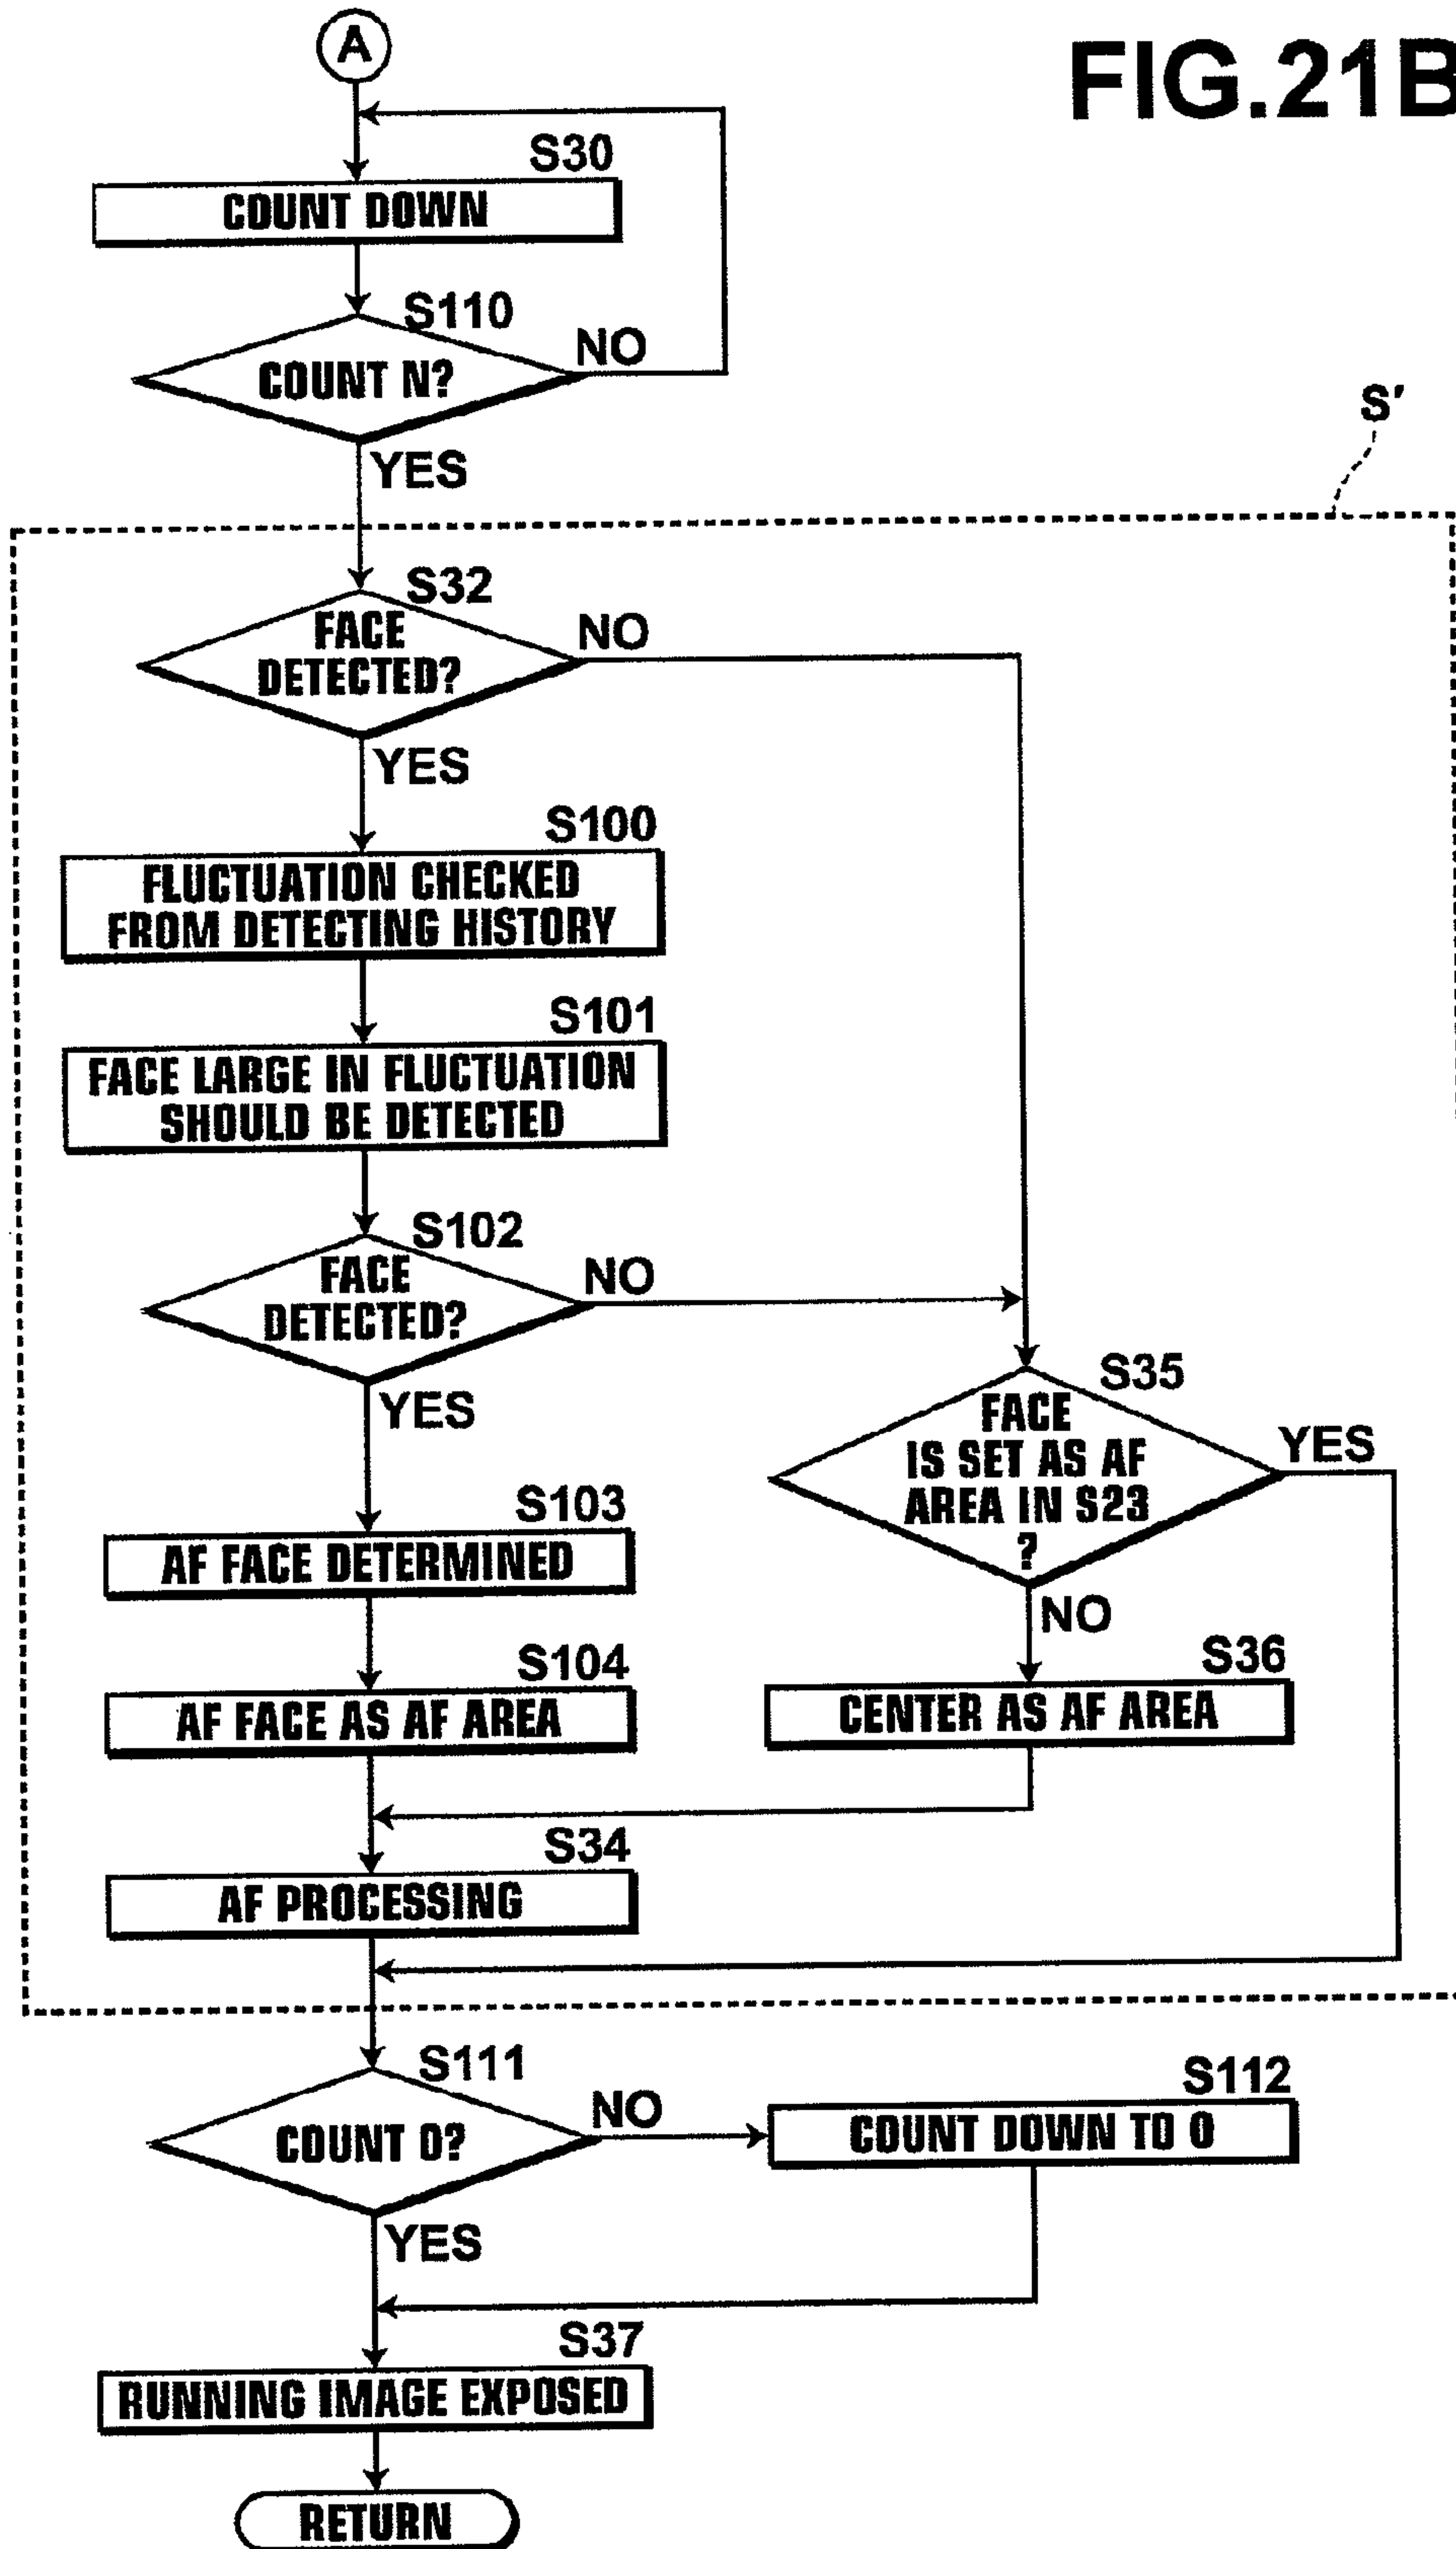 A
FIG.21B
S30
COUNT DOWN
S110
COUNT N?
NO
YES
S'
S32
FACE
DETECTED?
NO
YES
S100
FLUCTUATION CHECKED
FROM DETECTING HISTORY
S101
FACE LARGE IN FLUCTUATION
SHOULD BE DETECTED
S102
FACE
DETECTED?
NO
YES
S35
FACE
IS SET AS AF
AREA IN S23
?
YES
NO
S103
AF FACE DETERMINED
S104
AF FACE AS AF AREA
S36
CENTER AS AF AREA
S34
AF PROCESSING
S111
COUNT 0?
NO
YES
S112
COUNT DOWN TO 0
S37
RUNNING IMAGE EXPOSED
RETURN